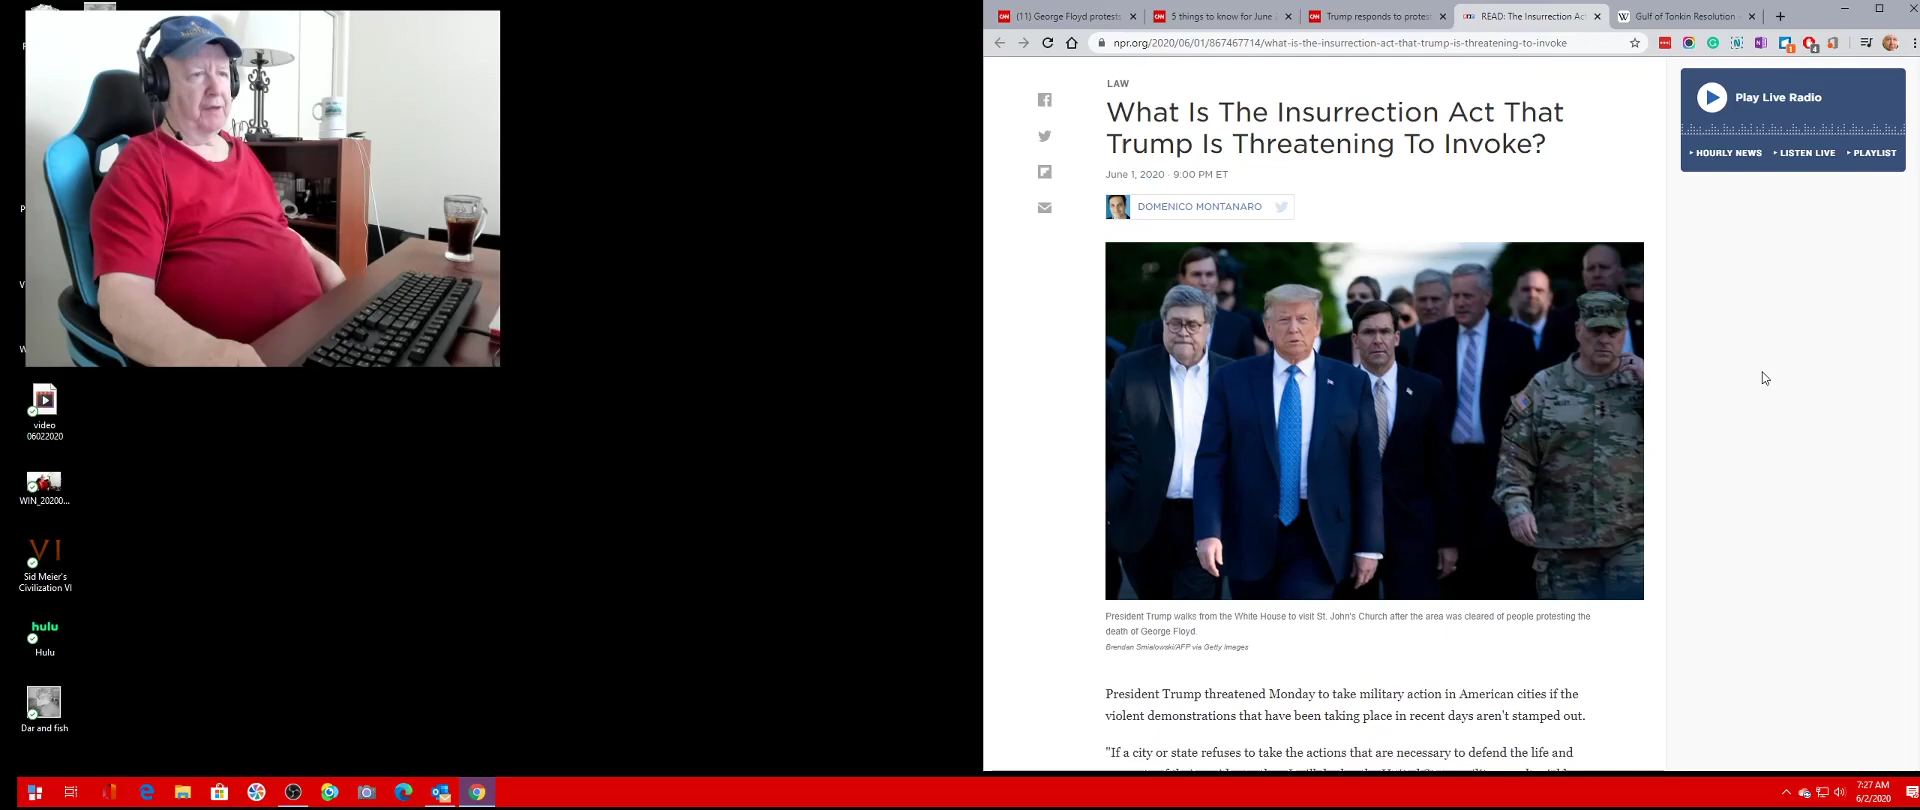 (11) George Floyd protests
5 things to know for June
Trump responds to protest
READ: The Insurrection Act
Gulf of Tonkin Resolution
npr.org/2020/06/01/867467714/what-is-the-insurrection-act-that-trump-is-threatening-to-invoke
LAW
What Is The Insurrection Act That
Trump Is Threatening To Invoke?
June 1, 2020 · 9:00 PM ET
DOMENICO MONTANARO
Play Live Radio
HOURLY NEWS
LISTEN LIVE
PLAYLIST
President Trump walks from the White House to visit St. John's Church after the area was cleared of people protesting the
death of George Floyd.
Brendan Smialowski/AFP via Getty Images
President Trump threatened Monday to take military action in American cities if the
violent demonstrations that have been taking place in recent days aren't stamped out.
"If a city or state refuses to take the actions that are necessary to defend the life and
video
06022020
WIN_20200...
VI
Sid Meier's
Civilization VI
hulu
Hulu
Dar and fish
7:27 AM
6/2/2020